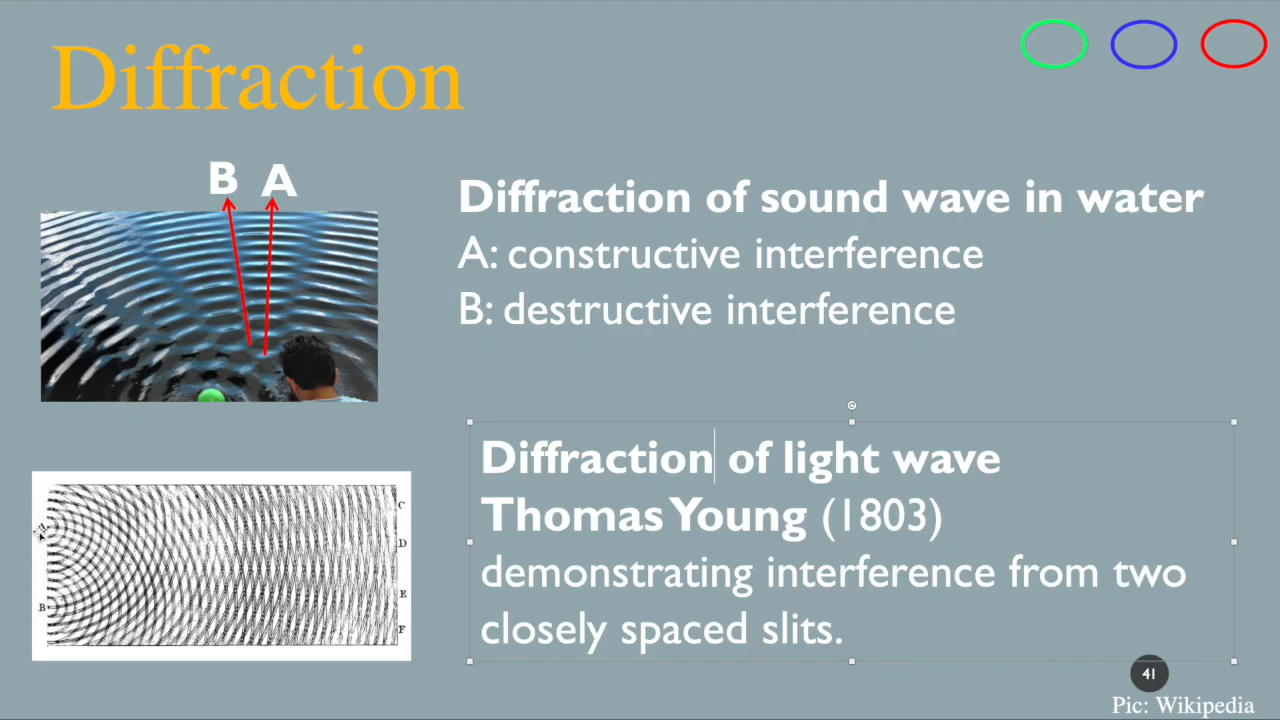 Diffraction
B A
Diffraction of sound wave in water
A: constructive interference
B: destructive interference
Diffraction of light wave
Thomas Young (1803)
demonstrating interference from two
closely spaced slits.
C
D
B
E
F
41
Pic: Wikipedia